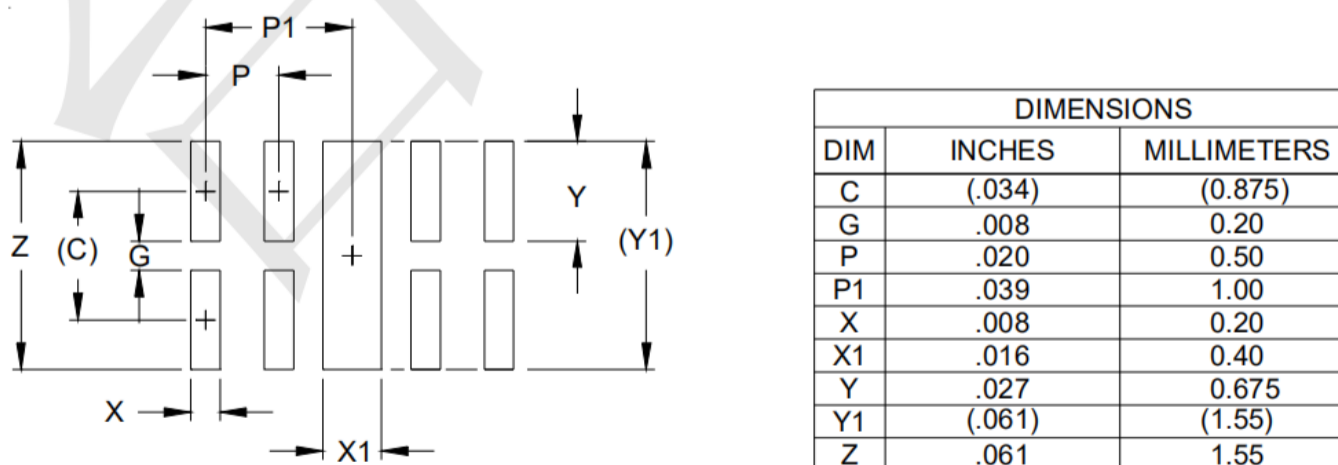 P1
P
Z
(C)
G
Y
(Y1)
X
X1
DIMENSIONS
DIM INCHES MILLIMETERS
C (.034) (0.875)
G .008 0.20
P .020 0.50
P1 .039 1.00
X .008 0.20
X1 .016 0.40
Y .027 0.675
Y1 (.061) (1.55)
Z .061 1.55